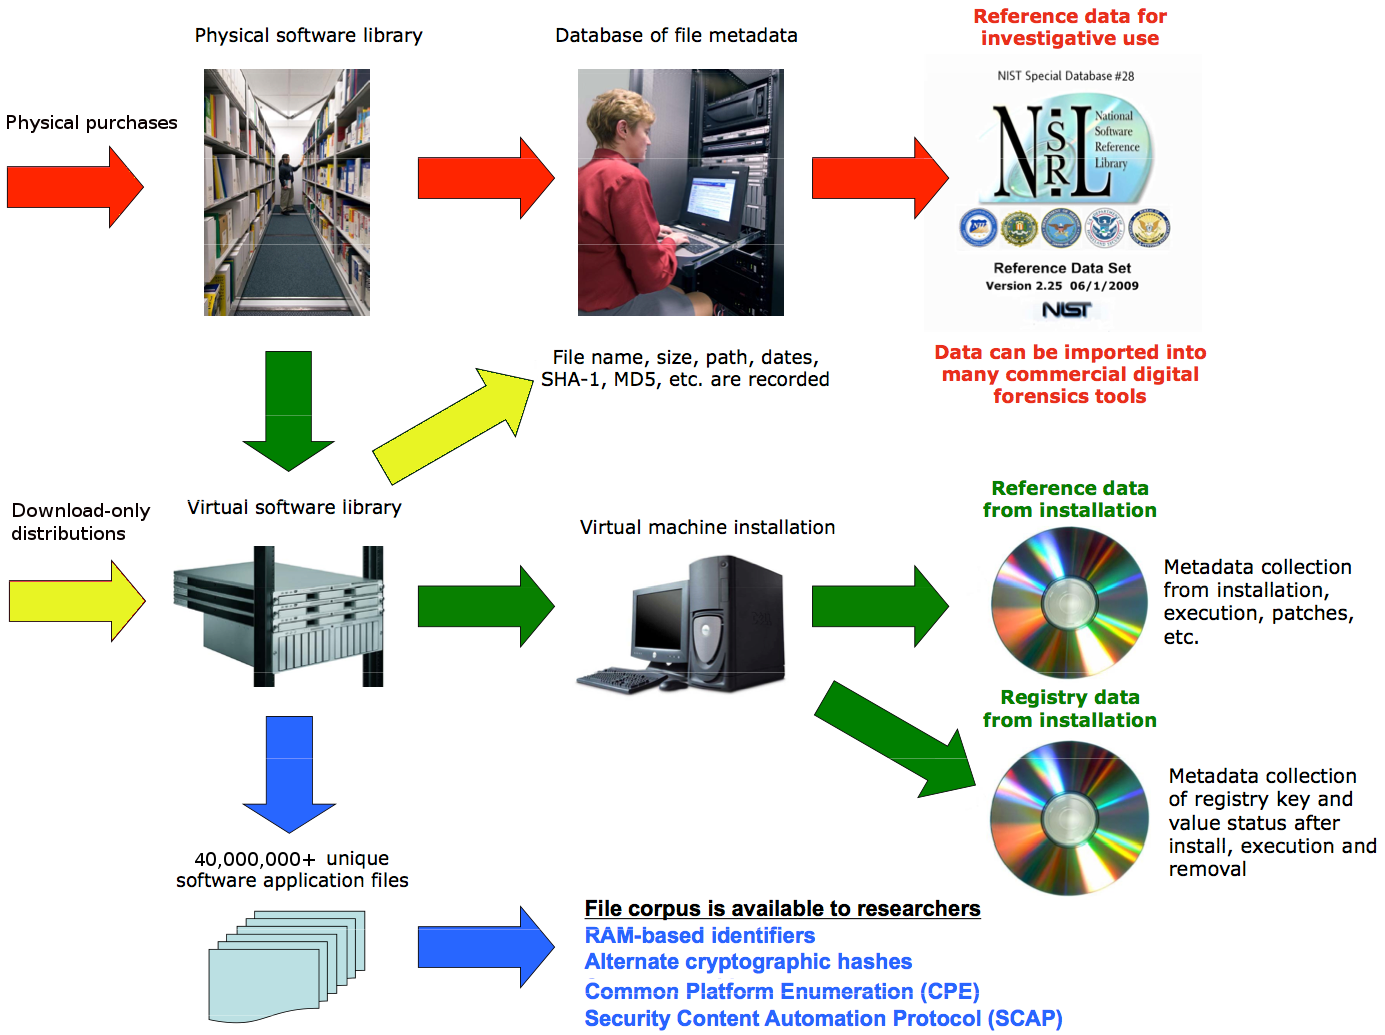 Physical software library
Database of file metadata
Reference data for
investigative use
Physical purchases
NIST Special Database #28
NSRL
National
Software
Reference
Library
Reference Data Set
Version 2.25 06/1/2009
NIST
File name, size, path, dates,
SHA-1, MD5, etc. are recorded
Data can be imported into
many commercial digital
forensics tools
Download-only
distributions
Virtual software library
Virtual machine installation
Reference data
from installation
Metadata collection
from installation,
execution, patches,
etc.
Registry data
from installation
Metadata collection
of registry key and
value status after
install, execution and
removal
40,000,000+ unique
software application files
File corpus is available to researchers
RAM-based identifiers
Alternate cryptographic hashes
Common Platform Enumeration (CPE)
Security Content Automation Protocol (SCAP)